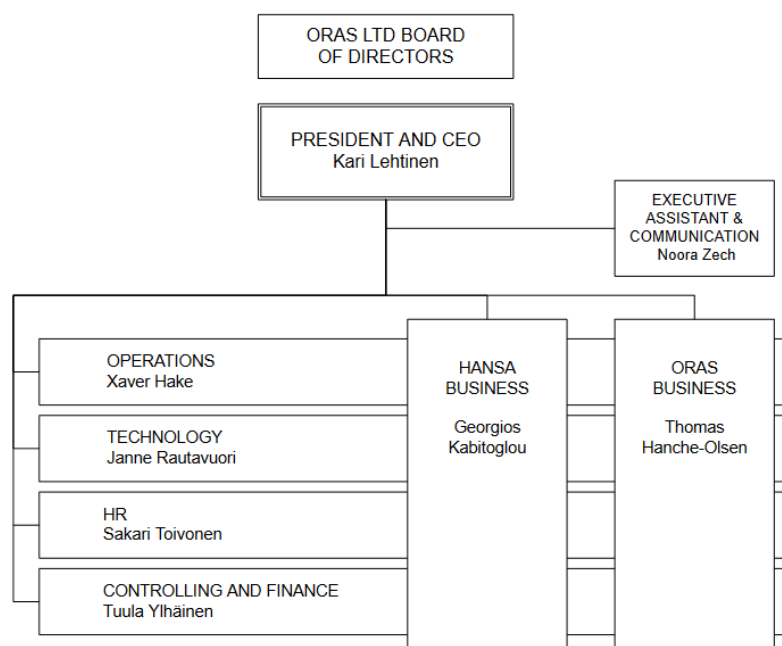 ORAS LTD BOARD
OF DIRECTORS
PRESIDENT AND CEO
Kari Lehtinen
EXECUTIVE
ASSISTANT &
COMMUNICATION
Noora Zech
OPERATIONS
Xaver Hake
TECHNOLOGY
Janne Rautavuori
HR
Sakari Toivonen
CONTROLLING AND FINANCE
Tuula Ylhäinen
HANSA
BUSINESS
Georgios
Kabitoglou
ORAS
BUSINESS
Thomas
Hanche-Olsen